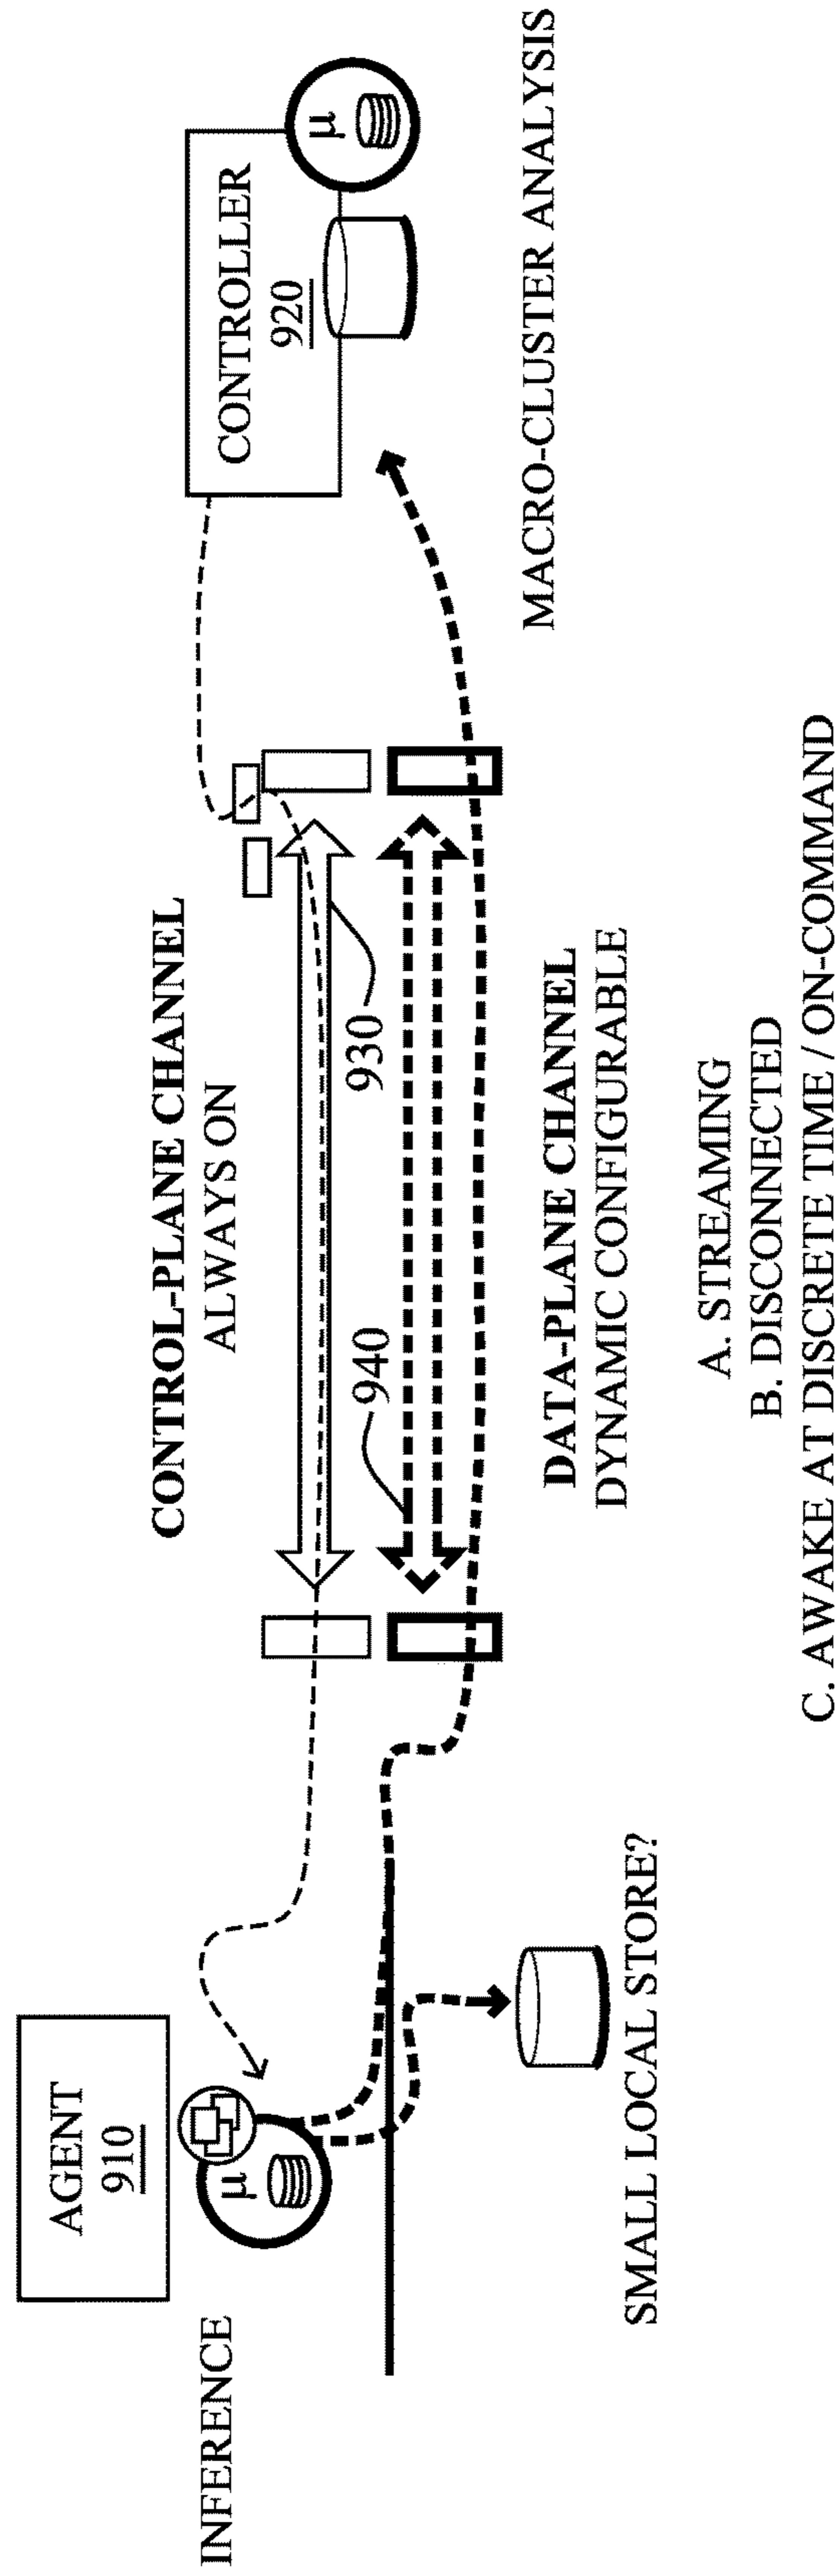 AGENT
910
INFERENCE
μ
SMALL LOCAL STORE?
CONTROL-PLANE CHANNEL
ALWAYS ON
940
930
DATA-PLANE CHANNEL
DYNAMIC CONFIGURABLE
A. STREAMING
B. DISCONNECTED
C. AWAKE AT DISCRETE TIME / ON-COMMAND
CONTROLLER
920
μ
MACRO-CLUSTER ANALYSIS